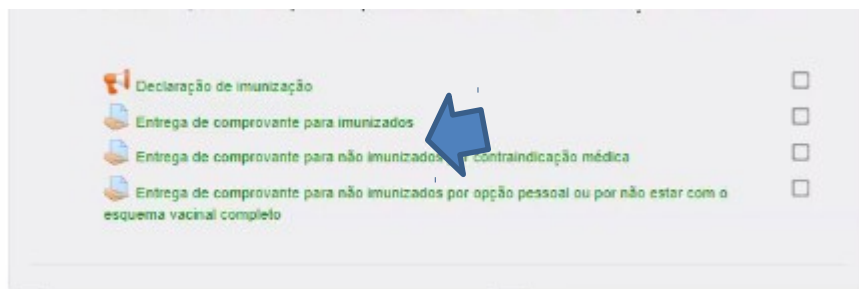 Declaração de imunização
Entrega de comprovante para imunizados
Entrega de comprovante para não imunizados contraindicação médica
Entrega de comprovante para não imunizados por opção pessoal ou por não estar com o
esquema vacinal completo